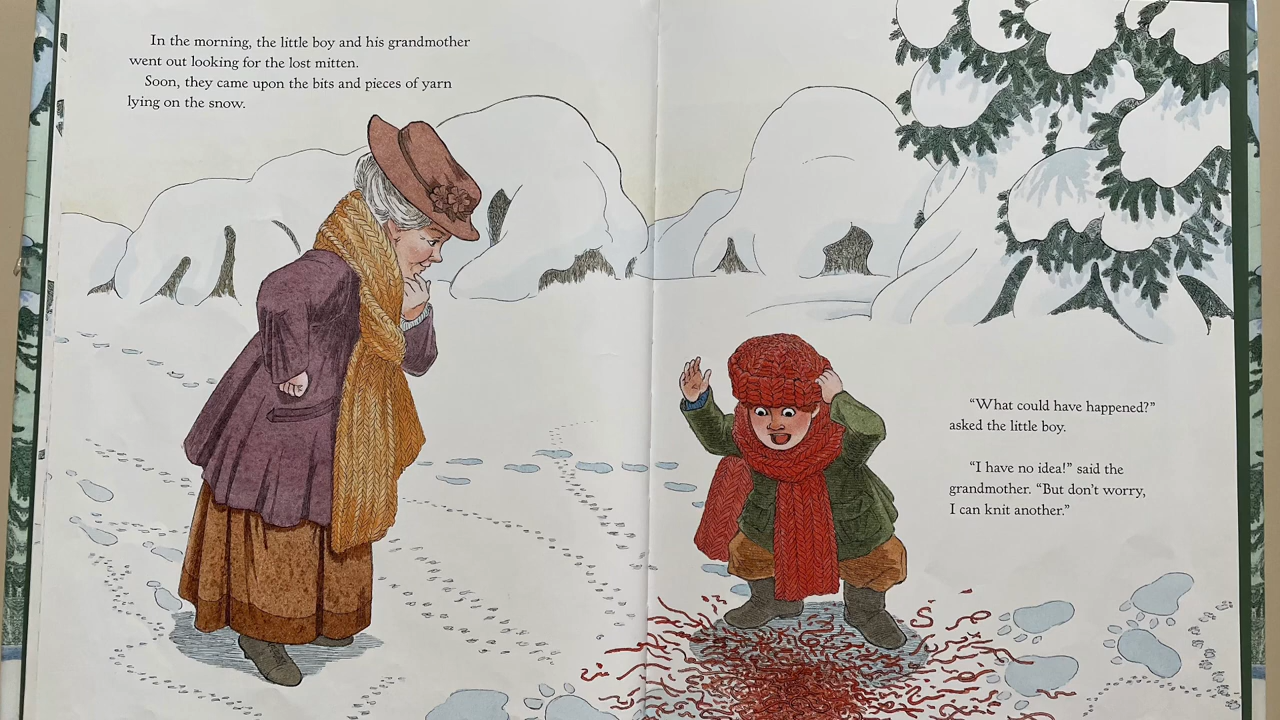 In the morning, the little boy and his grandmother
went out looking for the lost mitten.
Soon, they came upon the bits and pieces of yarn
lying on the snow.
“What could have happened?”
asked the little boy.
“I have no idea!” said the
grandmother. “But don’t worry,
I can knit another.”